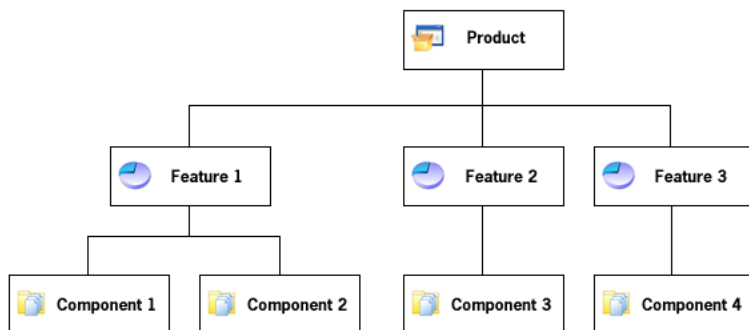 Product
Feature 1
Feature 2
Feature 3
Component 1
Component 2
Component 3
Component 4